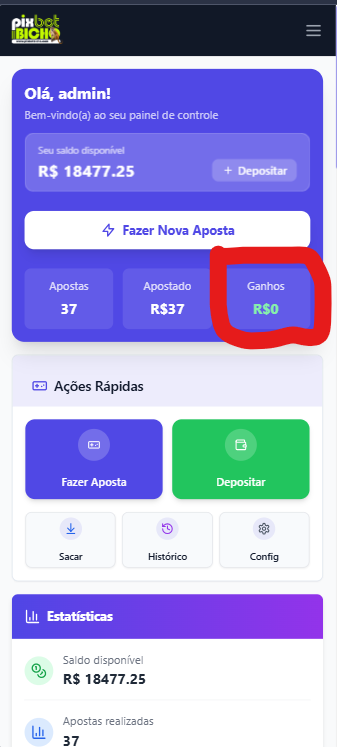 pixbet
BICHO
Olá, admin!
Bem-vindo(a) ao seu painel de controle
Seu saldo disponível
R$ 18477.25
+ Depositar
Fazer Nova Aposta
Apostas
Apostado
Ganhos
37
R$37
R$0
Ações Rápidas
Fazer Aposta
Depositar
Sacar
Histórico
Config
Estatísticas
Saldo disponível
R$ 18477.25
Apostas realizadas
37